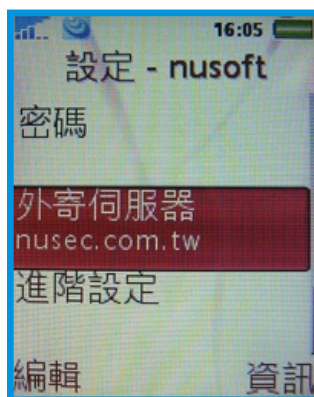 16:05
設定 - nusoft
密碼
外寄伺服器
nusec.com.tw
進階設定
編輯 資訊